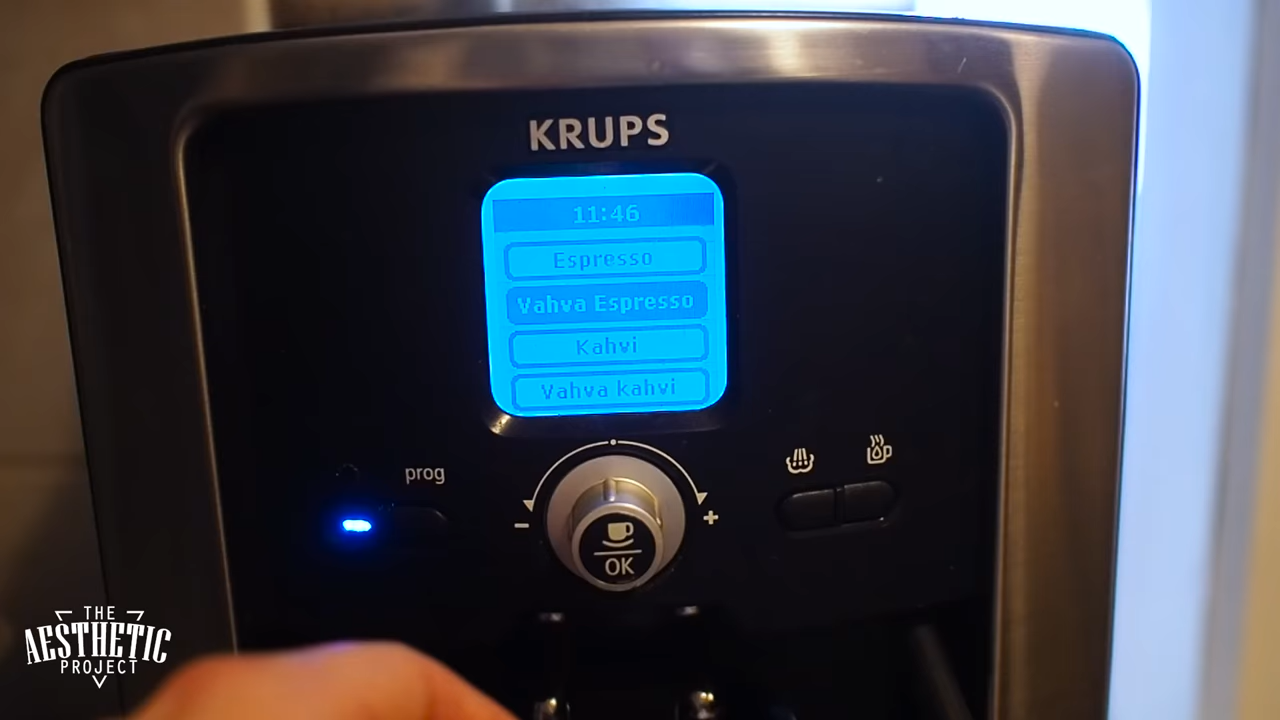 KRUPS
11:46
Espresso
Vahva Espresso
Kahvi
Vahva kahvi
prog
- +
OK
THE
AESTHETIC
PROJECT